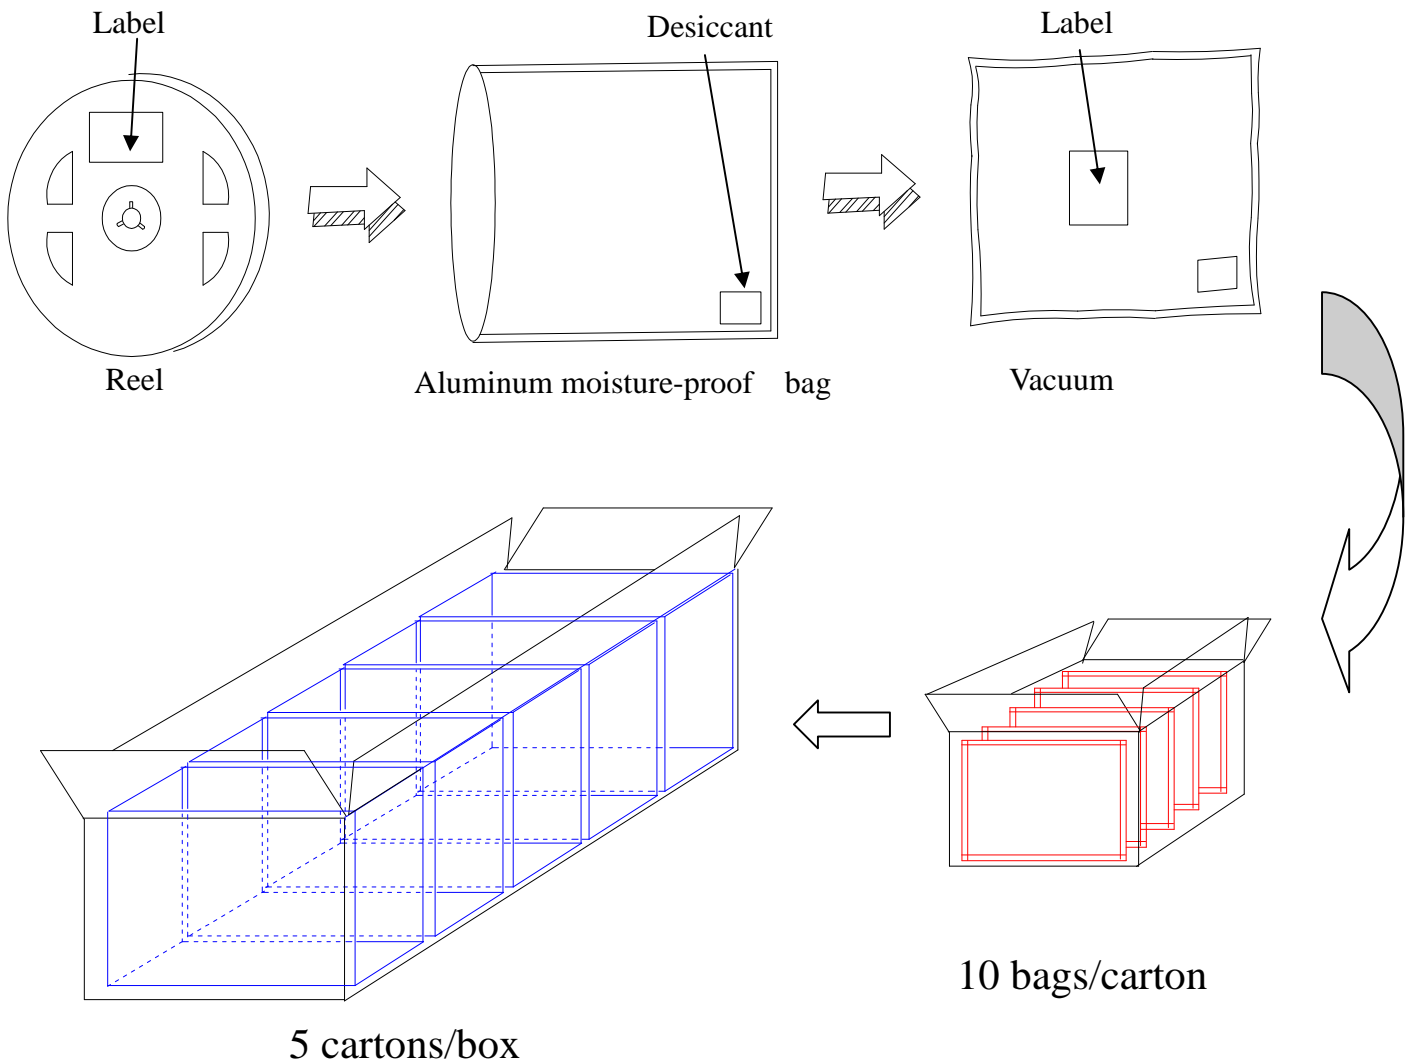 Label
Desiccant
Label
Reel
Aluminum moisture-proof bag
Vacuum
10 bags/carton
5 cartons/box